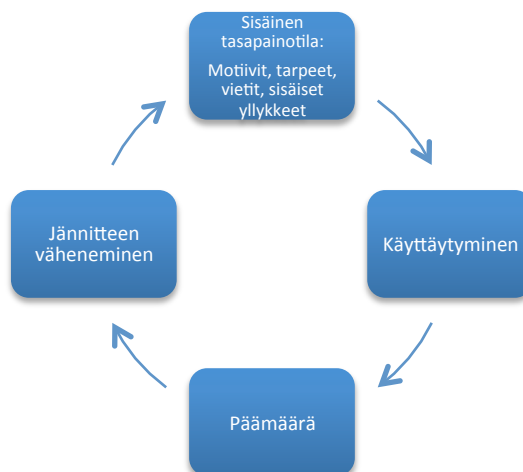 Sisäinen
tasapainotila:
Motiivit, tarpeet,
vietit, sisäiset
yllykkeet
Käyttäytyminen
Päämäärä
Jännitteen
väheneminen